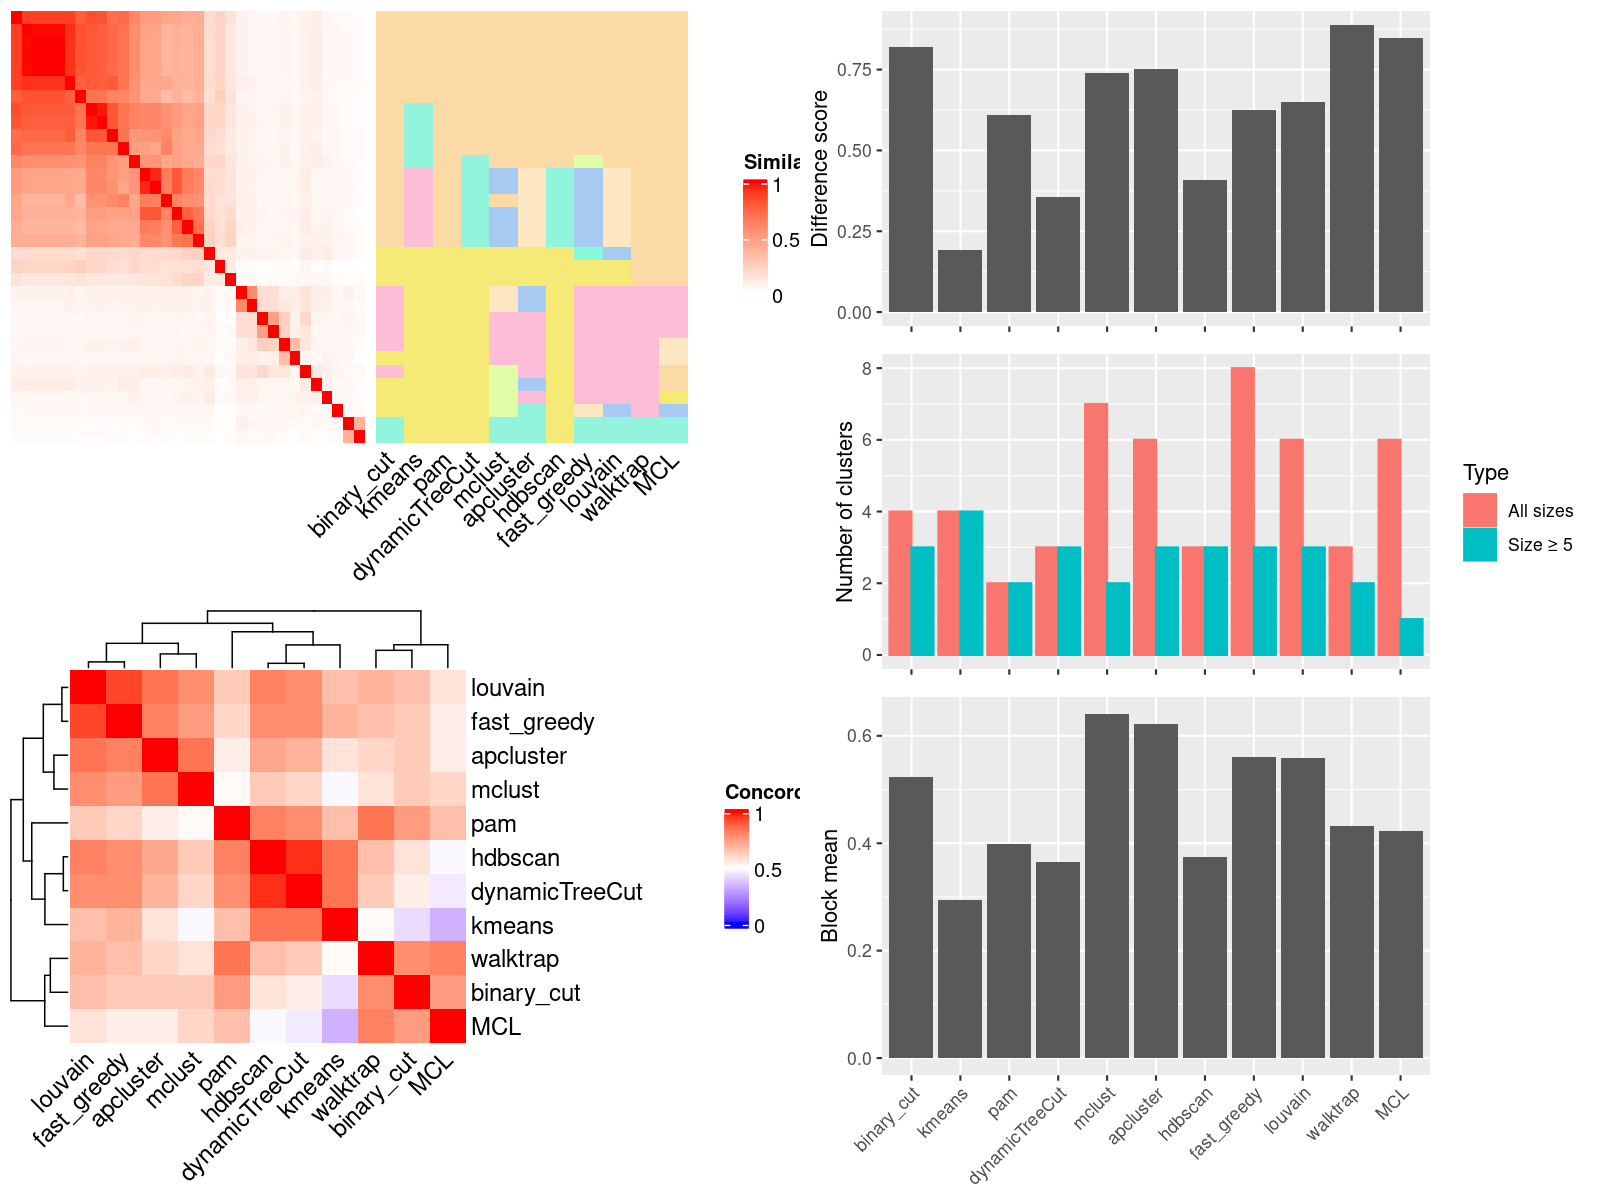 Simila
1
0.5
0
binary_cut
kmeans
pam
dynamicTreeCut
mclust
apcluster
hdbscan
fast_greedy
louvain
walktrap
MCL
louvain
fast_greedy
apcluster
mclust
pam
hdbscan
dynamicTreeCut
kmeans
walktrap
binary_cut
MCL
louvain
fast_greedy
apcluster
mclust
pam
hdbscan
dynamicTreeCut
kmeans
walktrap
binary_cut
MCL
Concord
1
0.5
0
Difference score
0.75
0.50
0.25
0.00
Number of clusters
8
6
4
2
0
Type
All sizes
Size ≥ 5
Block mean
0.6
0.4
0.2
0.0
binary_cut
kmeans
pam
dynamicTreeCut
mclust
apcluster
hdbscan
fast_greedy
louvain
walktrap
MCL